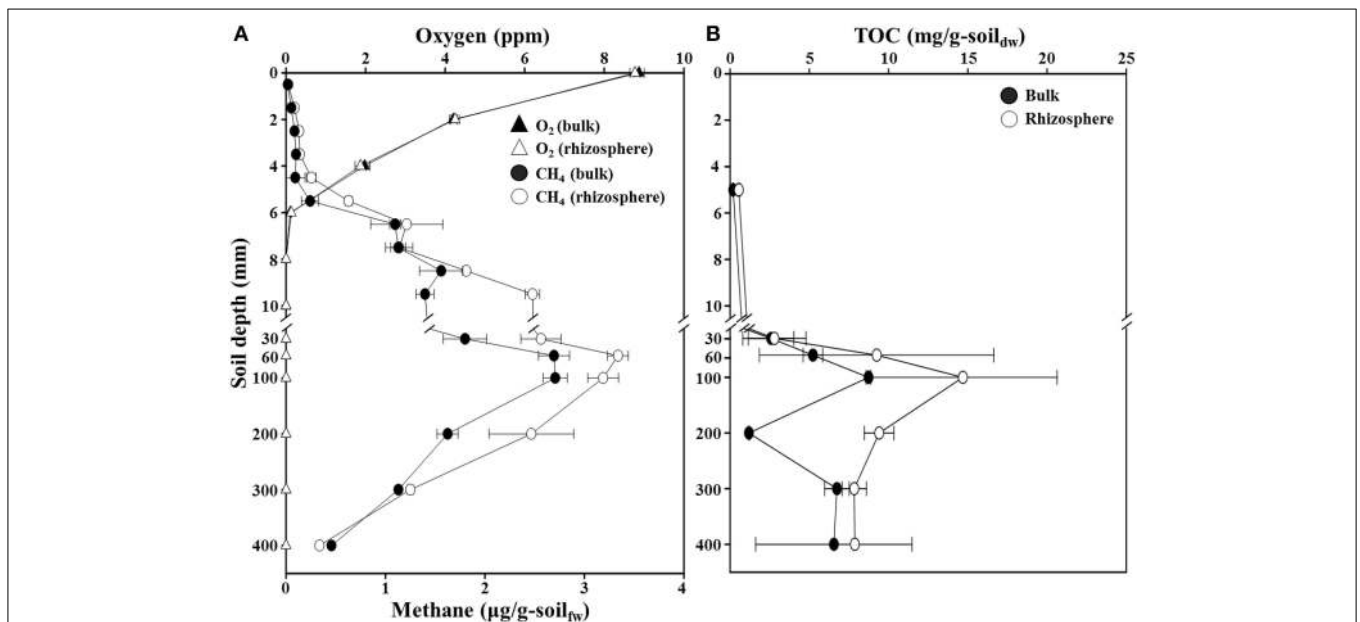 A
Oxygen (ppm)
0 2 4 6 8 10
0
2
4
6
8
10
30
60
100
200
300
400
Soil depth (mm)
O2 (bulk)
O2 (rhizosphere)
CH4 (bulk)
CH4 (rhizosphere)
0 1 2 3 4
Methane (μg/g-soilfw)
B
TOC (mg/g-soildw)
0 5 10 15 20 25
0
2
4
6
8
10
30
60
100
200
300
400
Bulk
Rhizosphere